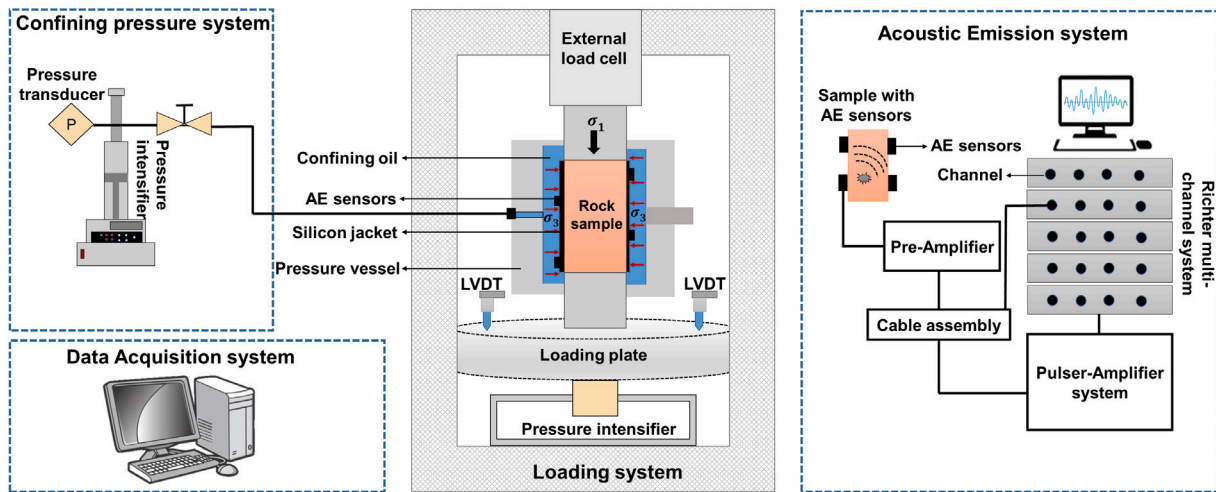 Confining pressure system
Pressure
transducer
P
Pressure
intensifier
Data Acquisition system
External
load cell
σ₁
Confining oil
AE sensors
Silicon jacket
Pressure vessel
Rock
sample
σ₃
σ₃
LVDT
LVDT
Loading plate
Pressure intensifier
Loading system
Acoustic Emission system
Sample with
AE sensors
AE sensors
Channel
Richter multi-
channel system
Pre-Amplifier
Cable assembly
Pulser-Amplifier
system